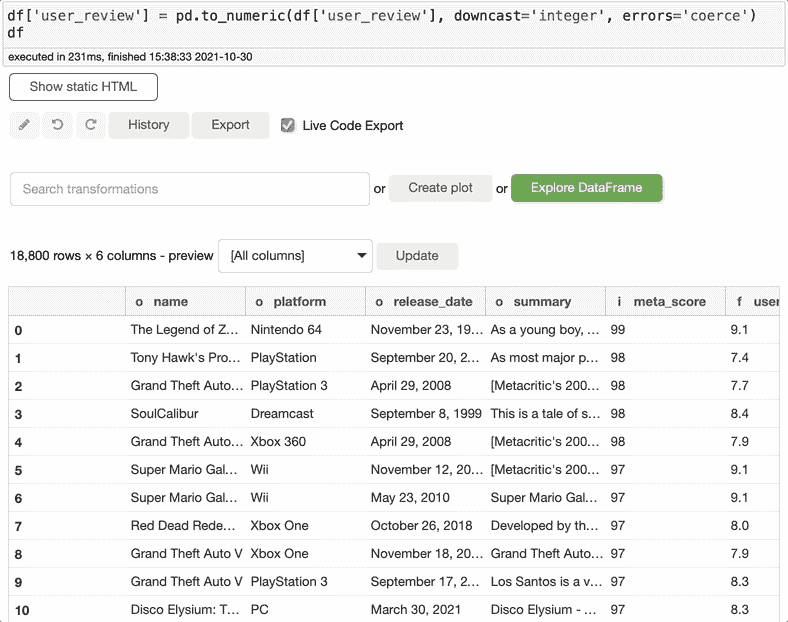 df['user_review'] = pd.to_numeric(df['user_review'], downcast='integer', errors='coerce')
df
executed in 231ms, finished 15:38:33 2021-10-30
Show static HTML
History Export Live Code Export
Search transformations or Create plot or Explore DataFrame
18,800 rows × 6 columns - preview [All columns] Update
o name o platform o release_date o summary i meta_score f user
0 The Legend of Z... Nintendo 64 November 23, 19... As a young boy, ... 99 9.1
1 Tony Hawk's Pro... PlayStation September 20, 2... As most major p... 98 7.4
2 Grand Theft Auto... PlayStation 3 April 29, 2008 [Metacritic's 200... 98 7.7
3 SoulCalibur Dreamcast September 8, 1999 This is a tale of s... 98 8.4
4 Grand Theft Auto... Xbox 360 April 29, 2008 [Metacritic's 200... 98 7.9
5 Super Mario Gal... Wii November 12, 20... [Metacritic's 200... 97 9.1
6 Super Mario Gal... Wii May 23, 2010 Super Mario Gal... 97 9.1
7 Red Dead Rede... Xbox One October 26, 2018 Developed by th... 97 8.0
8 Grand Theft Auto V Xbox One November 18, 20... Grand Theft Auto... 97 7.9
9 Grand Theft Auto V PlayStation 3 September 17, 2... Los Santos is a v... 97 8.3
10 Disco Elysium: T... PC March 30, 2021 Disco Elysium - ... 97 8.3